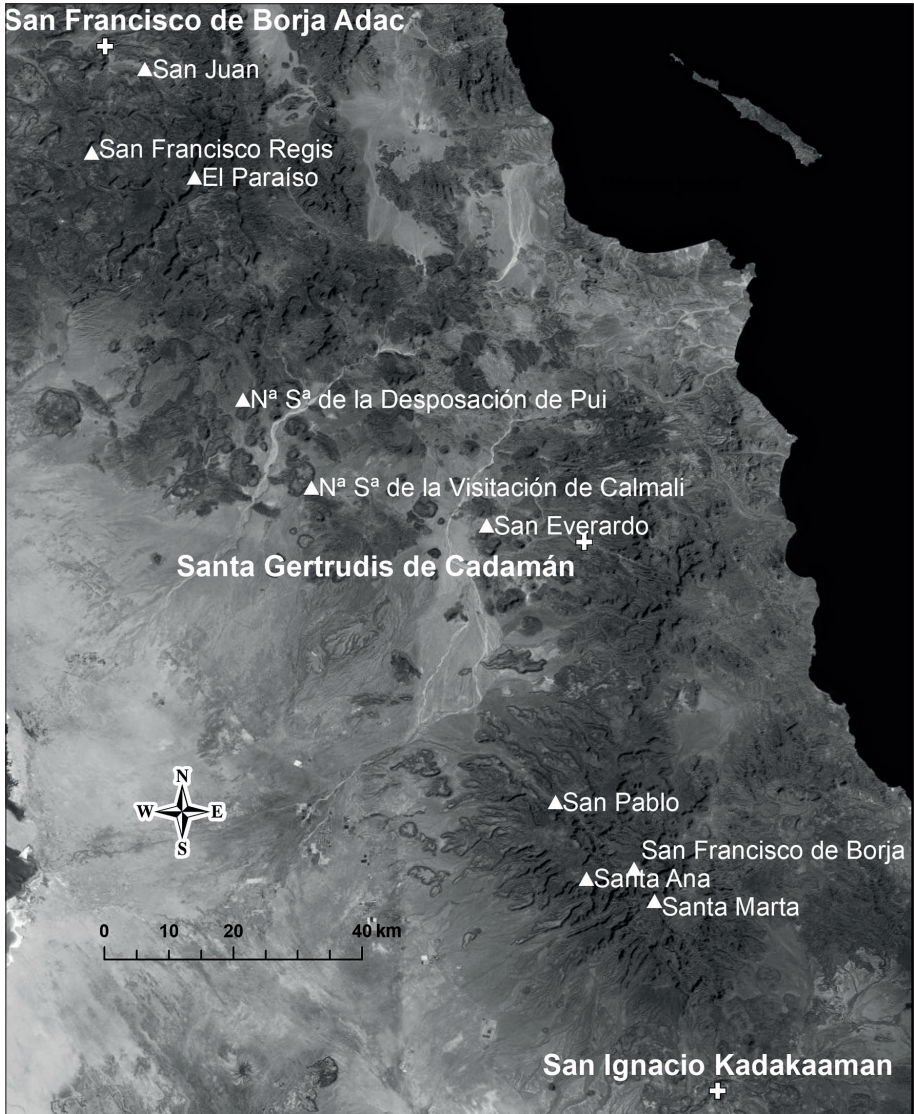 San Francisco de Borja Adac
San Juan
San Francisco Regis
El Paraíso
Nª Sª de la Desposación de Pui
Nª Sª de la Visitación de Calmali
San Everardo
Santa Gertrudis de Cadamán
N
W E
S
San Pablo
San Francisco de Borja
Santa Ana
Santa Marta
0 10 20 40 km
San Ignacio Kadakaaman